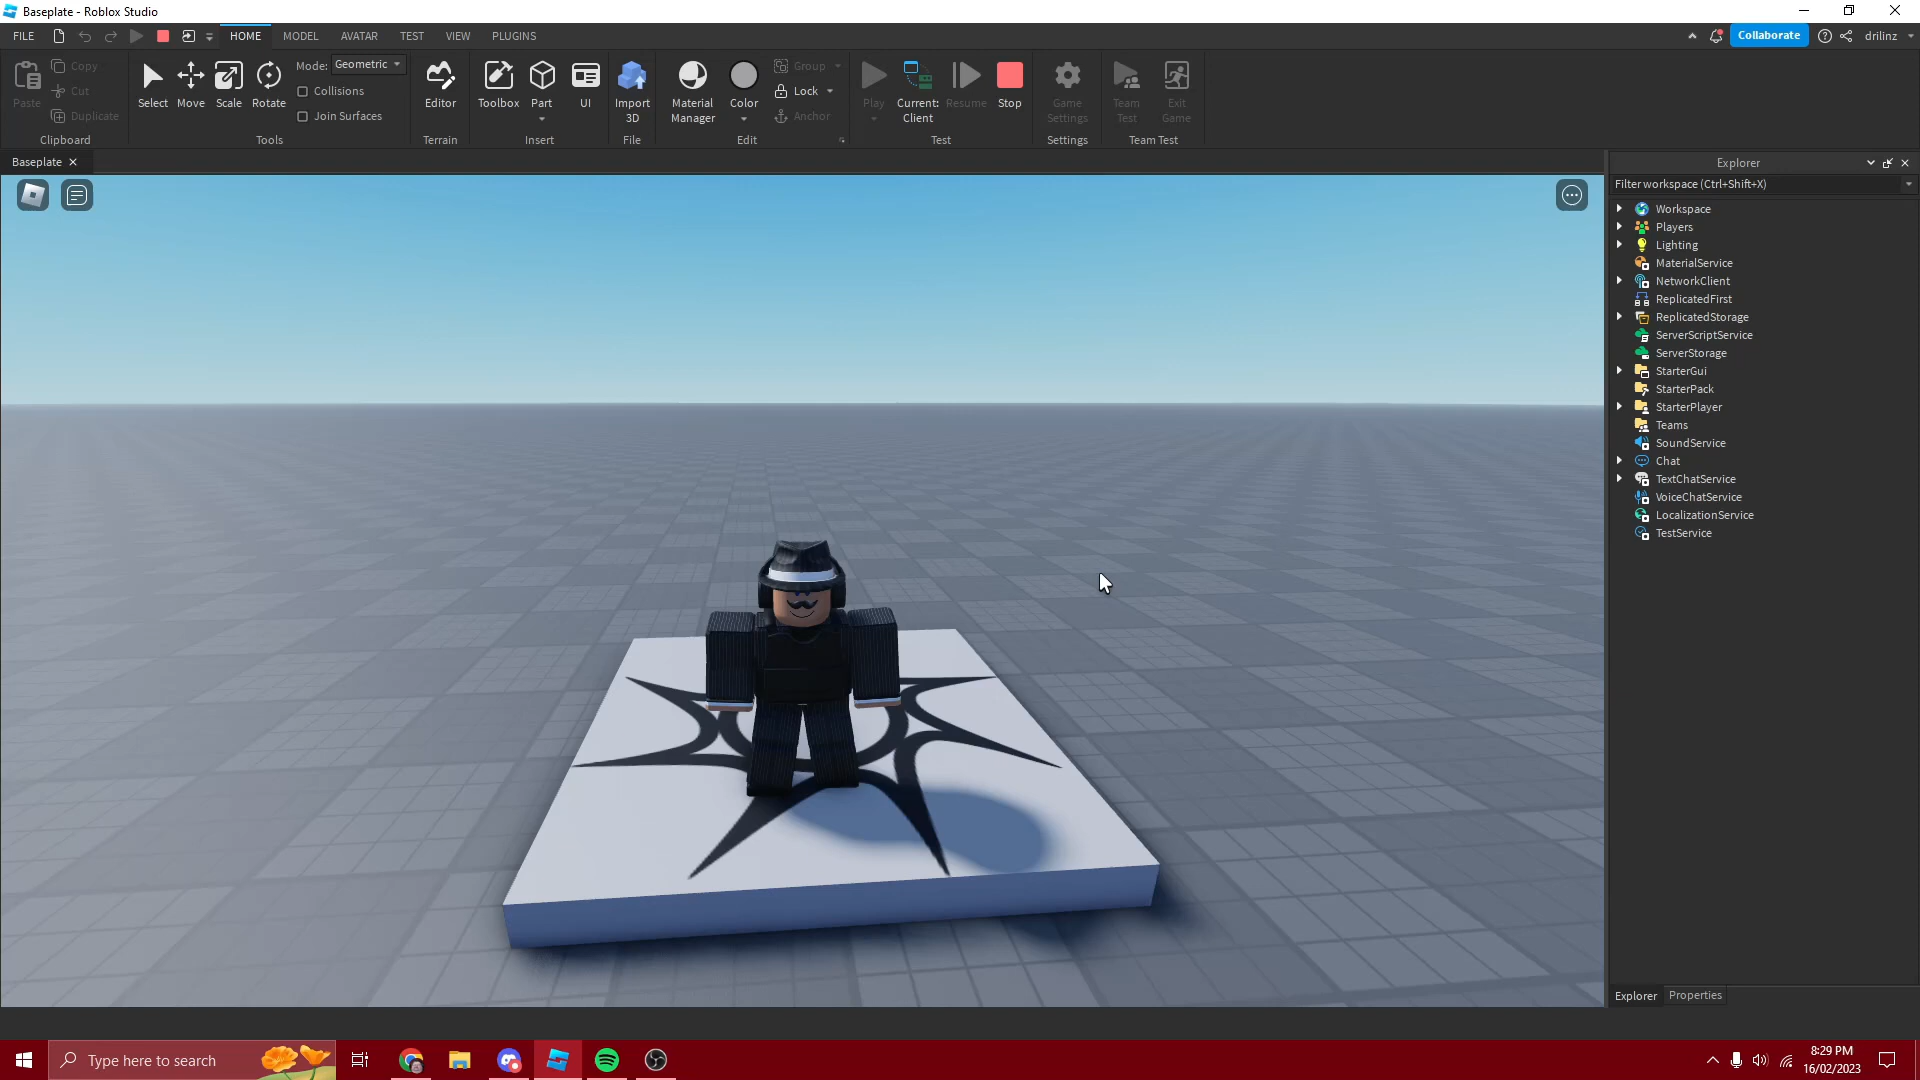 Baseplate - Roblox Studio
FILE
HOME
MODEL
AVATAR
TEST
VIEW
PLUGINS
Collaborate
drilinz
Paste
Copy
Cut
Duplicate
Clipboard
Select
Move
Scale
Rotate
Mode: Geometric
Collisions
Join Surfaces
Tools
Editor
Terrain
Toolbox
Part
UI
Insert
Import
3D
File
Material
Manager
Color
Group
Lock
Anchor
Edit
Play
Current:
Client
Resume
Stop
Test
Game
Settings
Settings
Team
Test
Exit
Game
Team Test
Baseplate
Explorer
Filter workspace (Ctrl+Shift+X)
Workspace
Players
Lighting
MaterialService
NetworkClient
ReplicatedFirst
ReplicatedStorage
ServerScriptService
ServerStorage
StarterGui
StarterPack
StarterPlayer
Teams
SoundService
Chat
TextChatService
VoiceChatService
LocalizationService
TestService
Explorer
Properties
Type here to search
8:29 PM
16/02/2023